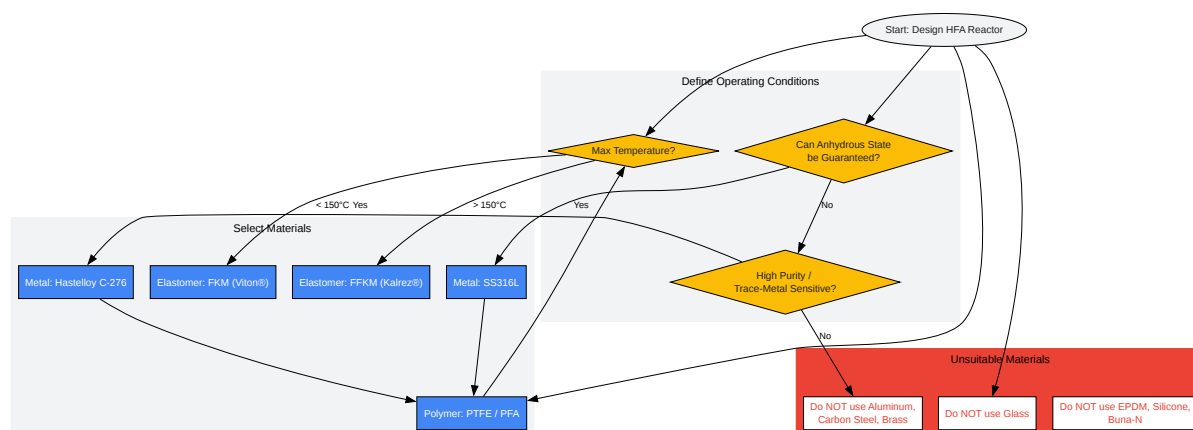 Start: Design HFA Reactor
Define Operating Conditions
Max Temperature?
Can Anhydrous State
be Guaranteed?
< 150°C
Yes
> 150°C
Yes
No
Select Materials
Metal: Hastelloy C-276
Elastomer: FKM (Viton®)
Elastomer: FFKM (Kalrez®)
Metal: SS316L
High Purity /
Trace-Metal Sensitive?
No
Unsuitable Materials
Polymer: PTFE / PFA
Do NOT use Aluminum,
Carbon Steel, Brass
Do NOT use Glass
Do NOT use EPDM, Silicone,
Buna-N